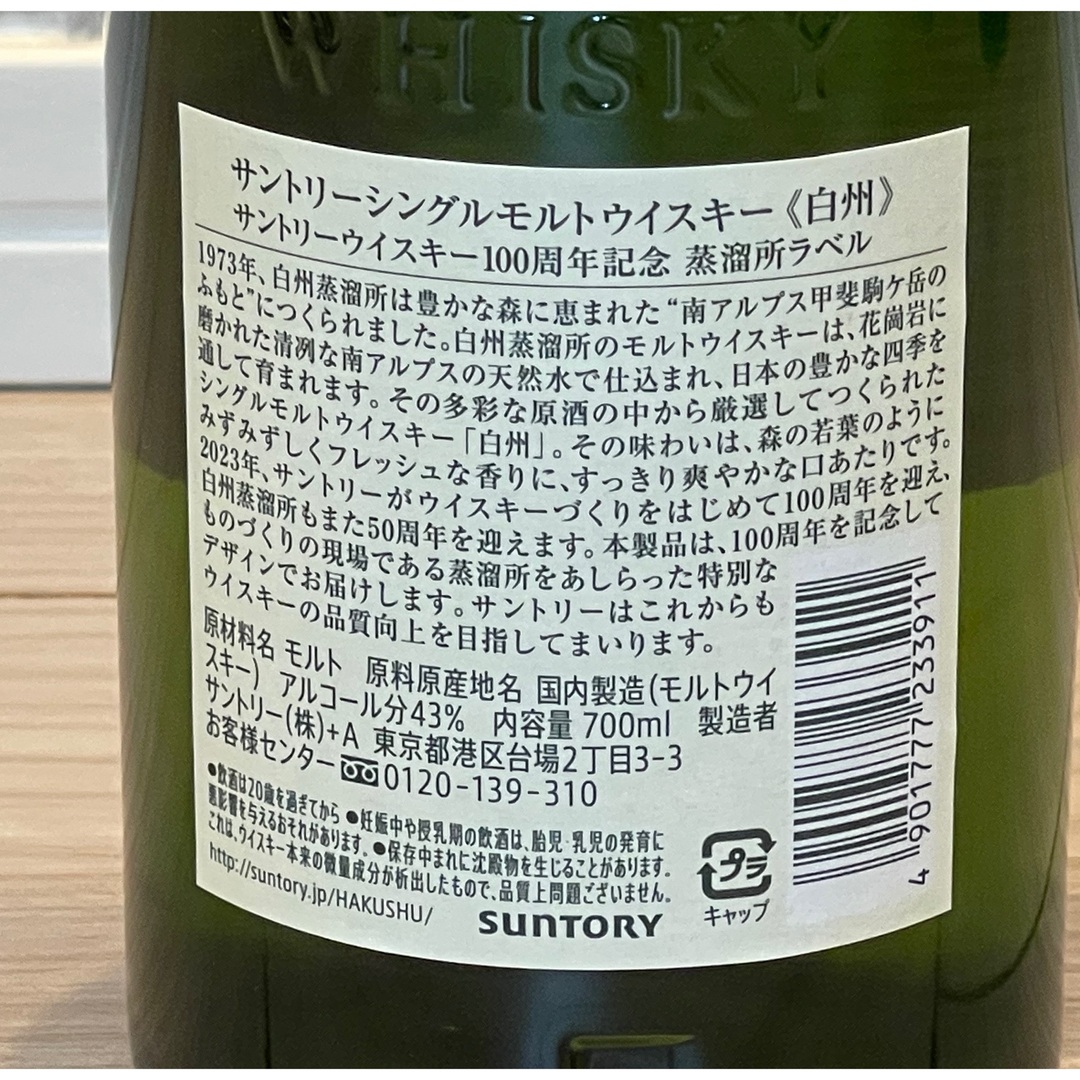 WHISKY
サントリーシングルモルトウイスキー《白州》
サントリーウイスキー100周年記念 蒸溜所ラベル
1973年、白州蒸溜所は豊かな森に恵まれた “南アルプス甲斐駒ケ岳の
ふもと”につくられました。白州蒸溜所のモルトウイスキーは、花崗岩に
磨かれた清冽な南アルプスの天然水で仕込まれ、日本の豊かな四季を
通して育まれます。その多彩な原酒の中から厳選してつくられた
シングルモルトウイスキー「白州」。その味わいは、森の若葉のように
みずみずしくフレッシュな香りに、すっきり爽やかな口あたりです。
2023年、サントリーがウイスキーづくりをはじめて100周年を迎え、
白州蒸溜所もまた50周年を迎えます。本製品は、100周年を記念して
ものづくりの現場である蒸溜所をあしらった特別な
デザインでお届けします。サントリーはこれからも
ウイスキーの品質向上を目指してまいります。
原材料名 モルト 原料原産地名 国内製造(モルトウイ
スキー) アルコール分43% 内容量 700ml 製造者
サントリー(株)+A 東京都港区台場2丁目3-3
お客様センター 0120-139-310
●飲酒は20歳を過ぎてから ●妊娠中や授乳期の飲酒は、胎児・乳児の発育に
悪影響を与えるおそれがあります。 ●保存中まれに沈殿物を生じることがあります。
これは、ウイスキー本来の微量成分が析出したもので、品質上問題ございません。
http://suntory.jp/HAKUSHU/
SUNTORY
プラ
キャップ
4 901777 233911